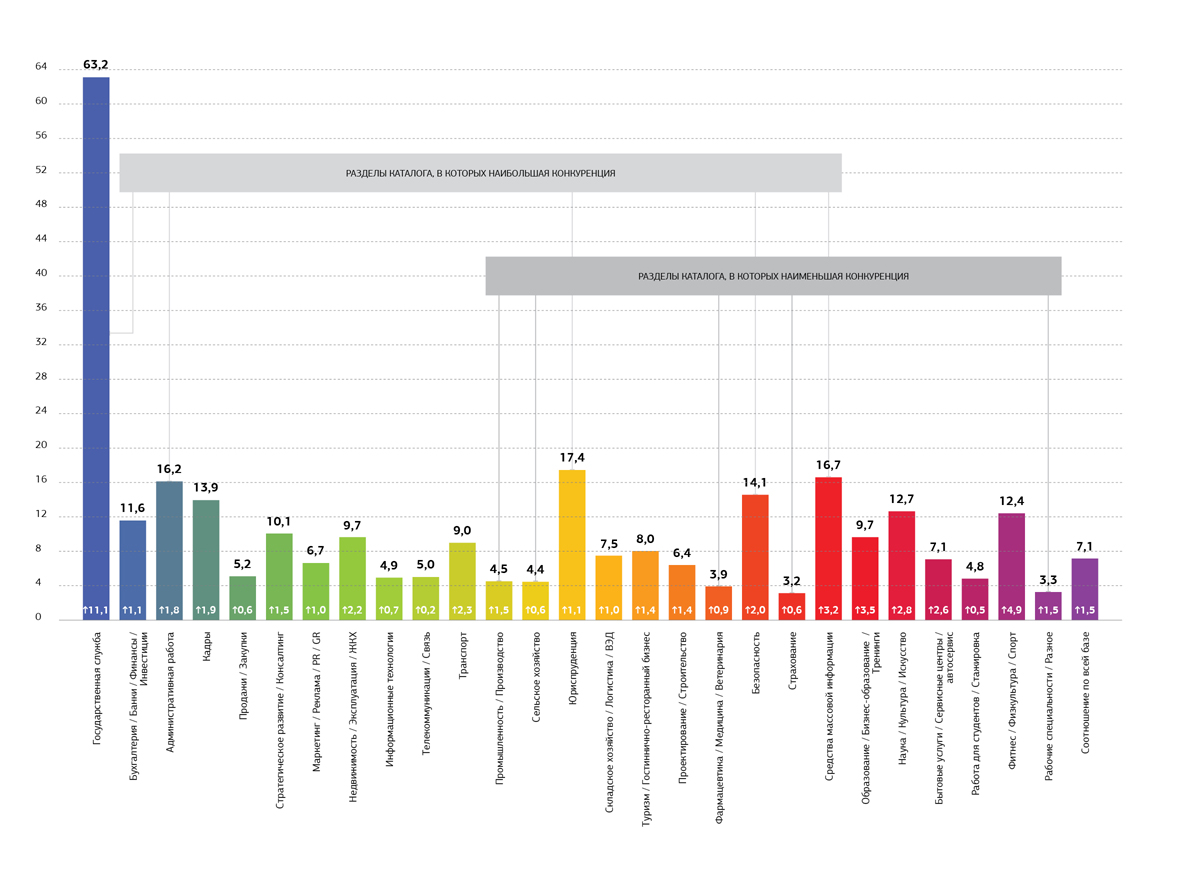 64
60
56
52
48
44
40
36
32
28
24
20
16
12
8
4
0
РАЗДЕЛЫ КАТАЛОГА, В КОТОРЫХ НАИБОЛЬШАЯ КОНКУРЕНЦИЯ
РАЗДЕЛЫ КАТАЛОГА, В КОТОРЫХ НАИМЕНЬШАЯ КОНКУРЕНЦИЯ
63,2
11,6
16,2
13,9
5,2
10,1
6,7
9,7
4,9
5,0
9,0
4,5
4,4
17,4
7,5
8,0
6,4
3,9
14,1
3,2
16,7
9,7
12,7
7,1
4,8
12,4
3,3
7,1
↑11,1
↑1,1
↑1,8
↑1,9
↑0,6
↑1,5
↑1,0
↑2,2
↑0,7
↑0,2
↑2,3
↑1,5
↑0,6
↑1,1
↑1,0
↑1,4
↑1,4
↑0,9
↑2,0
↑0,6
↑3,2
↑3,5
↑2,8
↑2,6
↑0,5
↑4,9
↑1,5
↑1,5
Государственная служба
Бухгалтерия / Банки / Финансы /
Инвестиции
Административная работа
Кадры
Продажи / Закупки
Стратегическое развитие / Консалтинг
Маркетинг / Реклама / PR / GR
Недвижимость / Эксплуатация / ЖКХ
Информационные технологии
Телекоммуникации / Связь
Транспорт
Промышленность / Производство
Сельское хозяйство
Юриспруденция
Складское хозяйство / Логистика / ВЭД
Туризм / Гостиннично-ресторанный бизнес
Проектирование / Строительство
Фармацевтика / Медицина / Ветеринария
Безопасность
Страхование
Средства массовой информации
Образование / Бизнес-образование /
Тренинги
Наука / Культура / Искусство
Бытовые услуги / Сервисные центры /
автосервис
Работа для студентов / Стажировка
Фитнес / Физкультура / Спорт
Рабочие специальности / Разное
Соотношение по всей базе